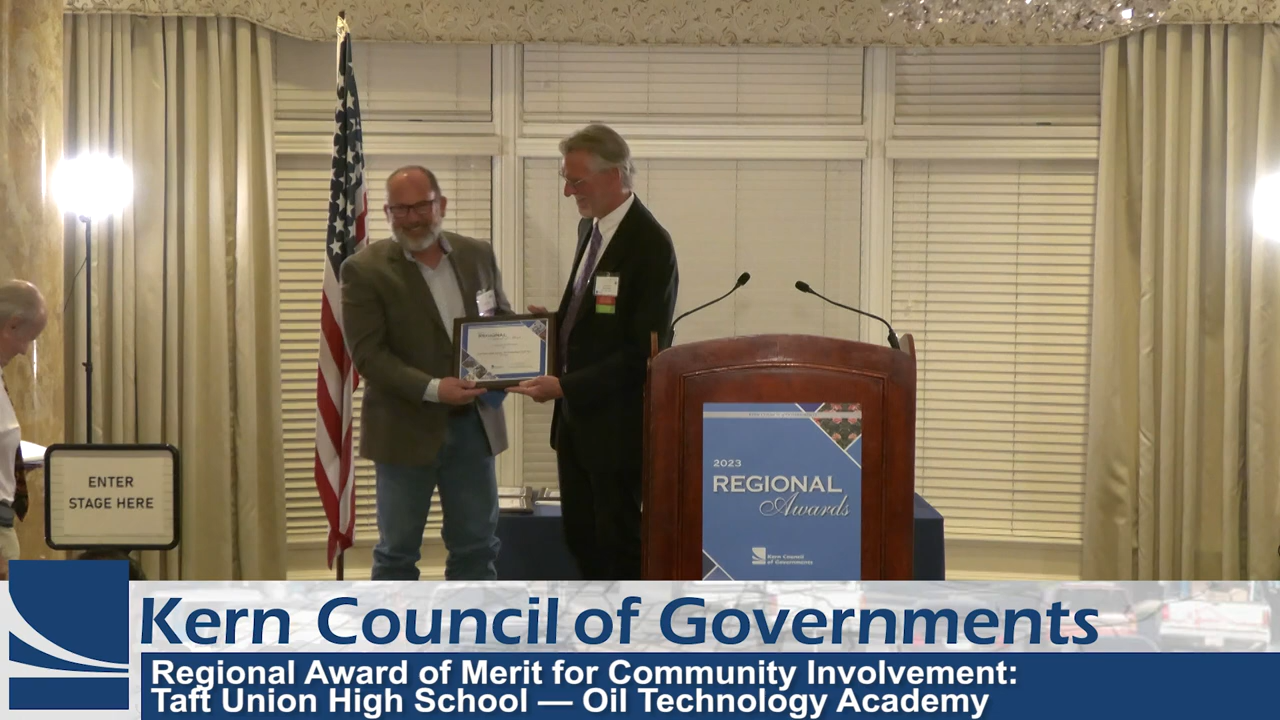 ENTER
STAGE HERE
REGIONAL
2023
REGIONAL
Awards
Kern Council
of Governments
Kern Council of Governments
Regional Award of Merit for Community Involvement:
Taft Union High School — Oil Technology Academy